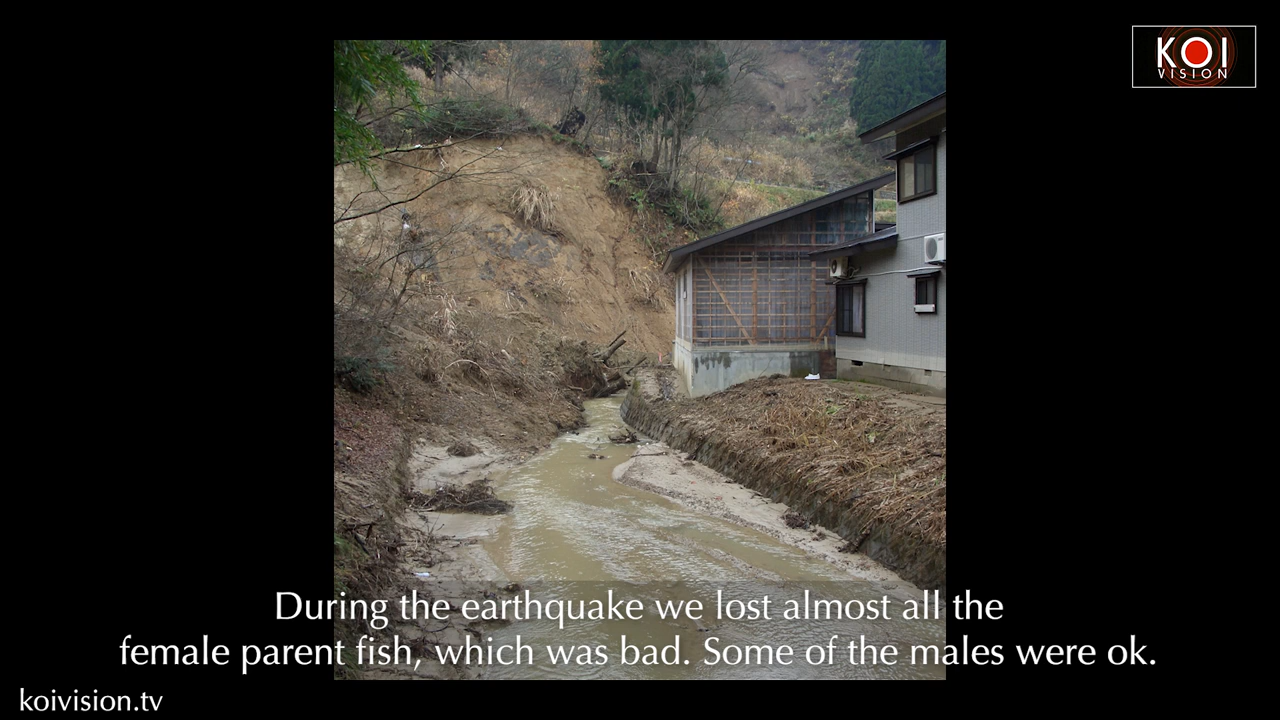 KOI
VISION
During the earthquake we lost almost all the
female parent fish, which was bad. Some of the males were ok.
koivision.tv